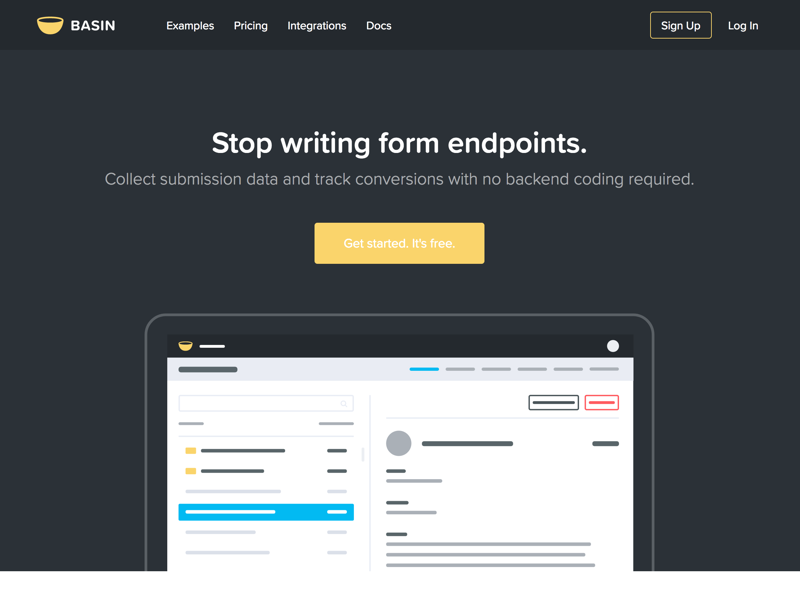 BASIN
Examples Pricing Integrations Docs
Sign Up Log In
Stop writing form endpoints.
Collect submission data and track conversions with no backend coding required.
Get started. It's free.